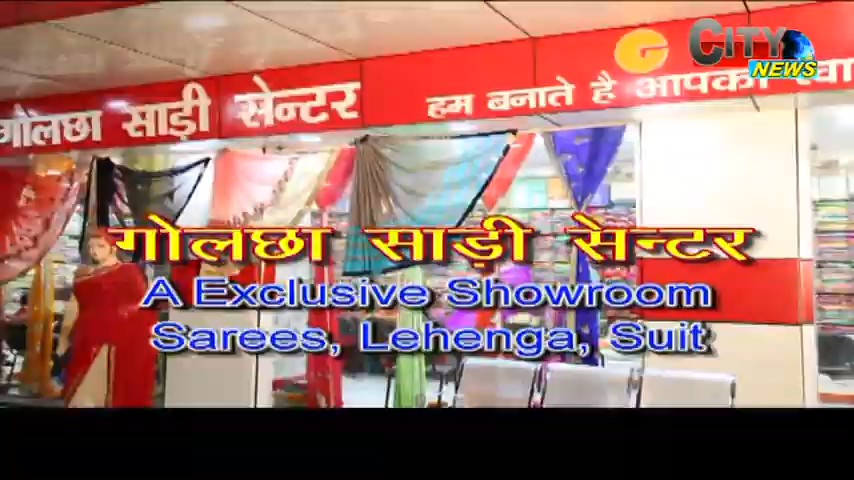 CITY
NEWS
गोलछा साड़ी सेन्टर
हम बनाते है आपको
गोलछा साड़ी सेन्टर
A Exclusive Showroom
Sarees, Lehenga, Suit